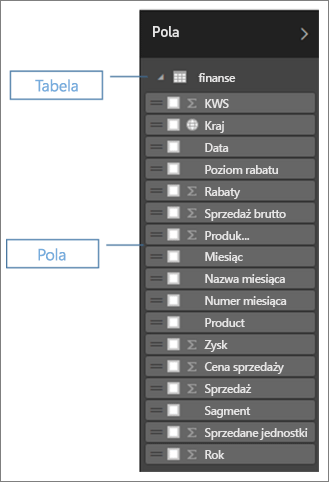 Pola
Tabela
finanse
KWS
Kraj
Data
Poziom rabatu
Rabaty
Sprzedaż brutto
Pola
Produk...
Miesiąc
Nazwa miesiąca
Numer miesiąca
Product
Zysk
Cena sprzedaży
Sprzedaż
Sagment
Sprzedane jednostki
Rok